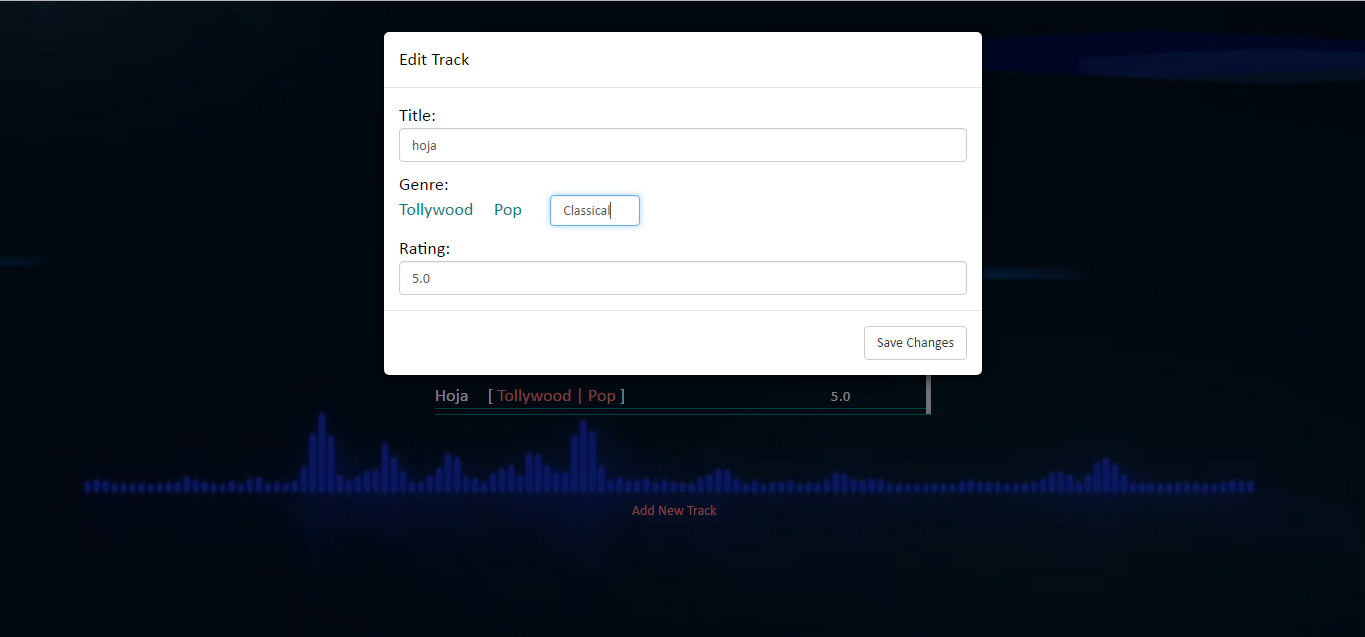 Edit Track
Title:
hoja
Genre:
Tollywood Pop Classical
Rating:
5.0
Save Changes
Hoja [ Tollywood | Pop ] 5.0
Add New Track